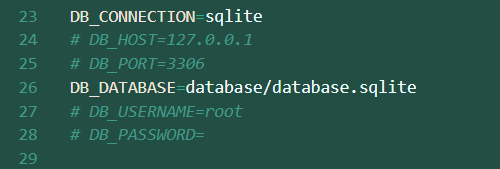 23 DB_CONNECTION=sqlite
24 # DB_HOST=127.0.0.1
25 # DB_PORT=3306
26 DB_DATABASE=database/database.sqlite
27 # DB_USERNAME=root
28 # DB_PASSWORD=
29